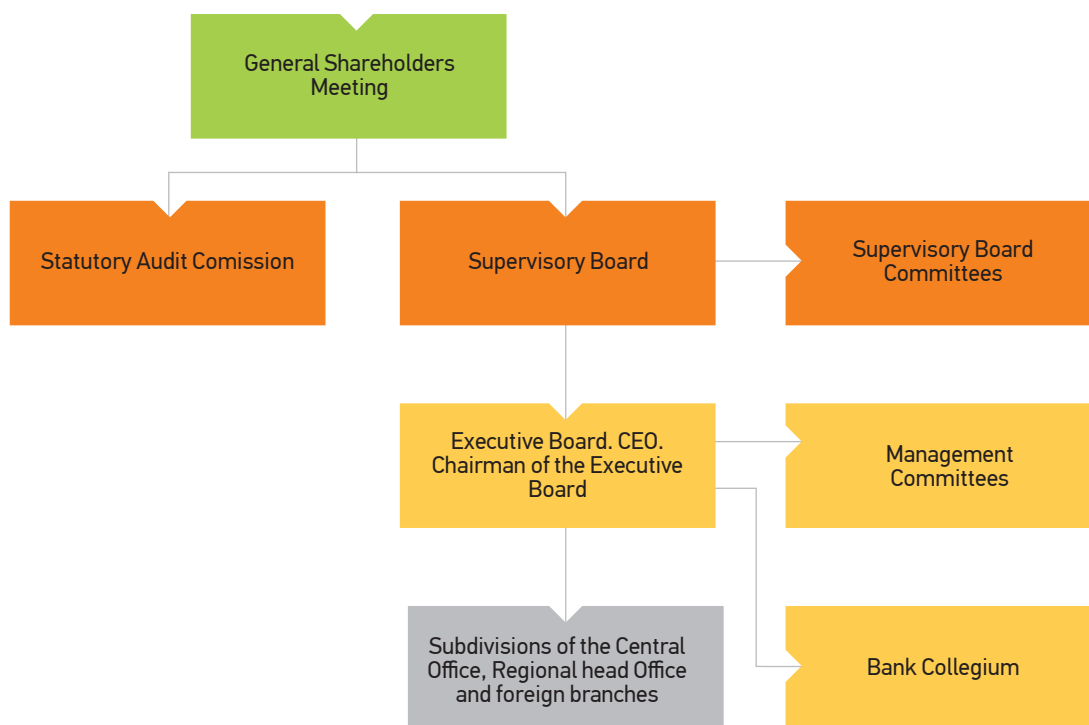 General Shareholders
Meeting
Statutory Audit Comission
Supervisory Board
Supervisory Board
Committees
Executive Board. CEO.
Chairman of the Executive
Board
Management
Committees
Subdivisions of the Central
Office, Regional head Office
and foreign branches
Bank Collegium